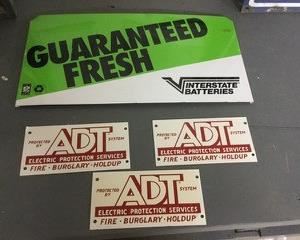 GUARANTEED
FRESH
INTERSTATE
BATTERIES
PROTECTED BY ADT SYSTEM
ELECTRIC PROTECTION SERVICES
FIRE · BURGLARY · HOLDUP
PROTECTED BY ADT SYSTEM
ELECTRIC PROTECTION SERVICES
FIRE · BURGLARY · HOLDUP
PROTECTED BY ADT SYSTEM
ELECTRIC PROTECTION SERVICES
FIRE · BURGLARY · HOLDUP